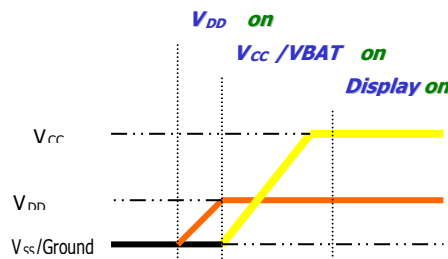 VDD on
VCC /VBAT on
Display on
VCC
VDD
VSS/Ground